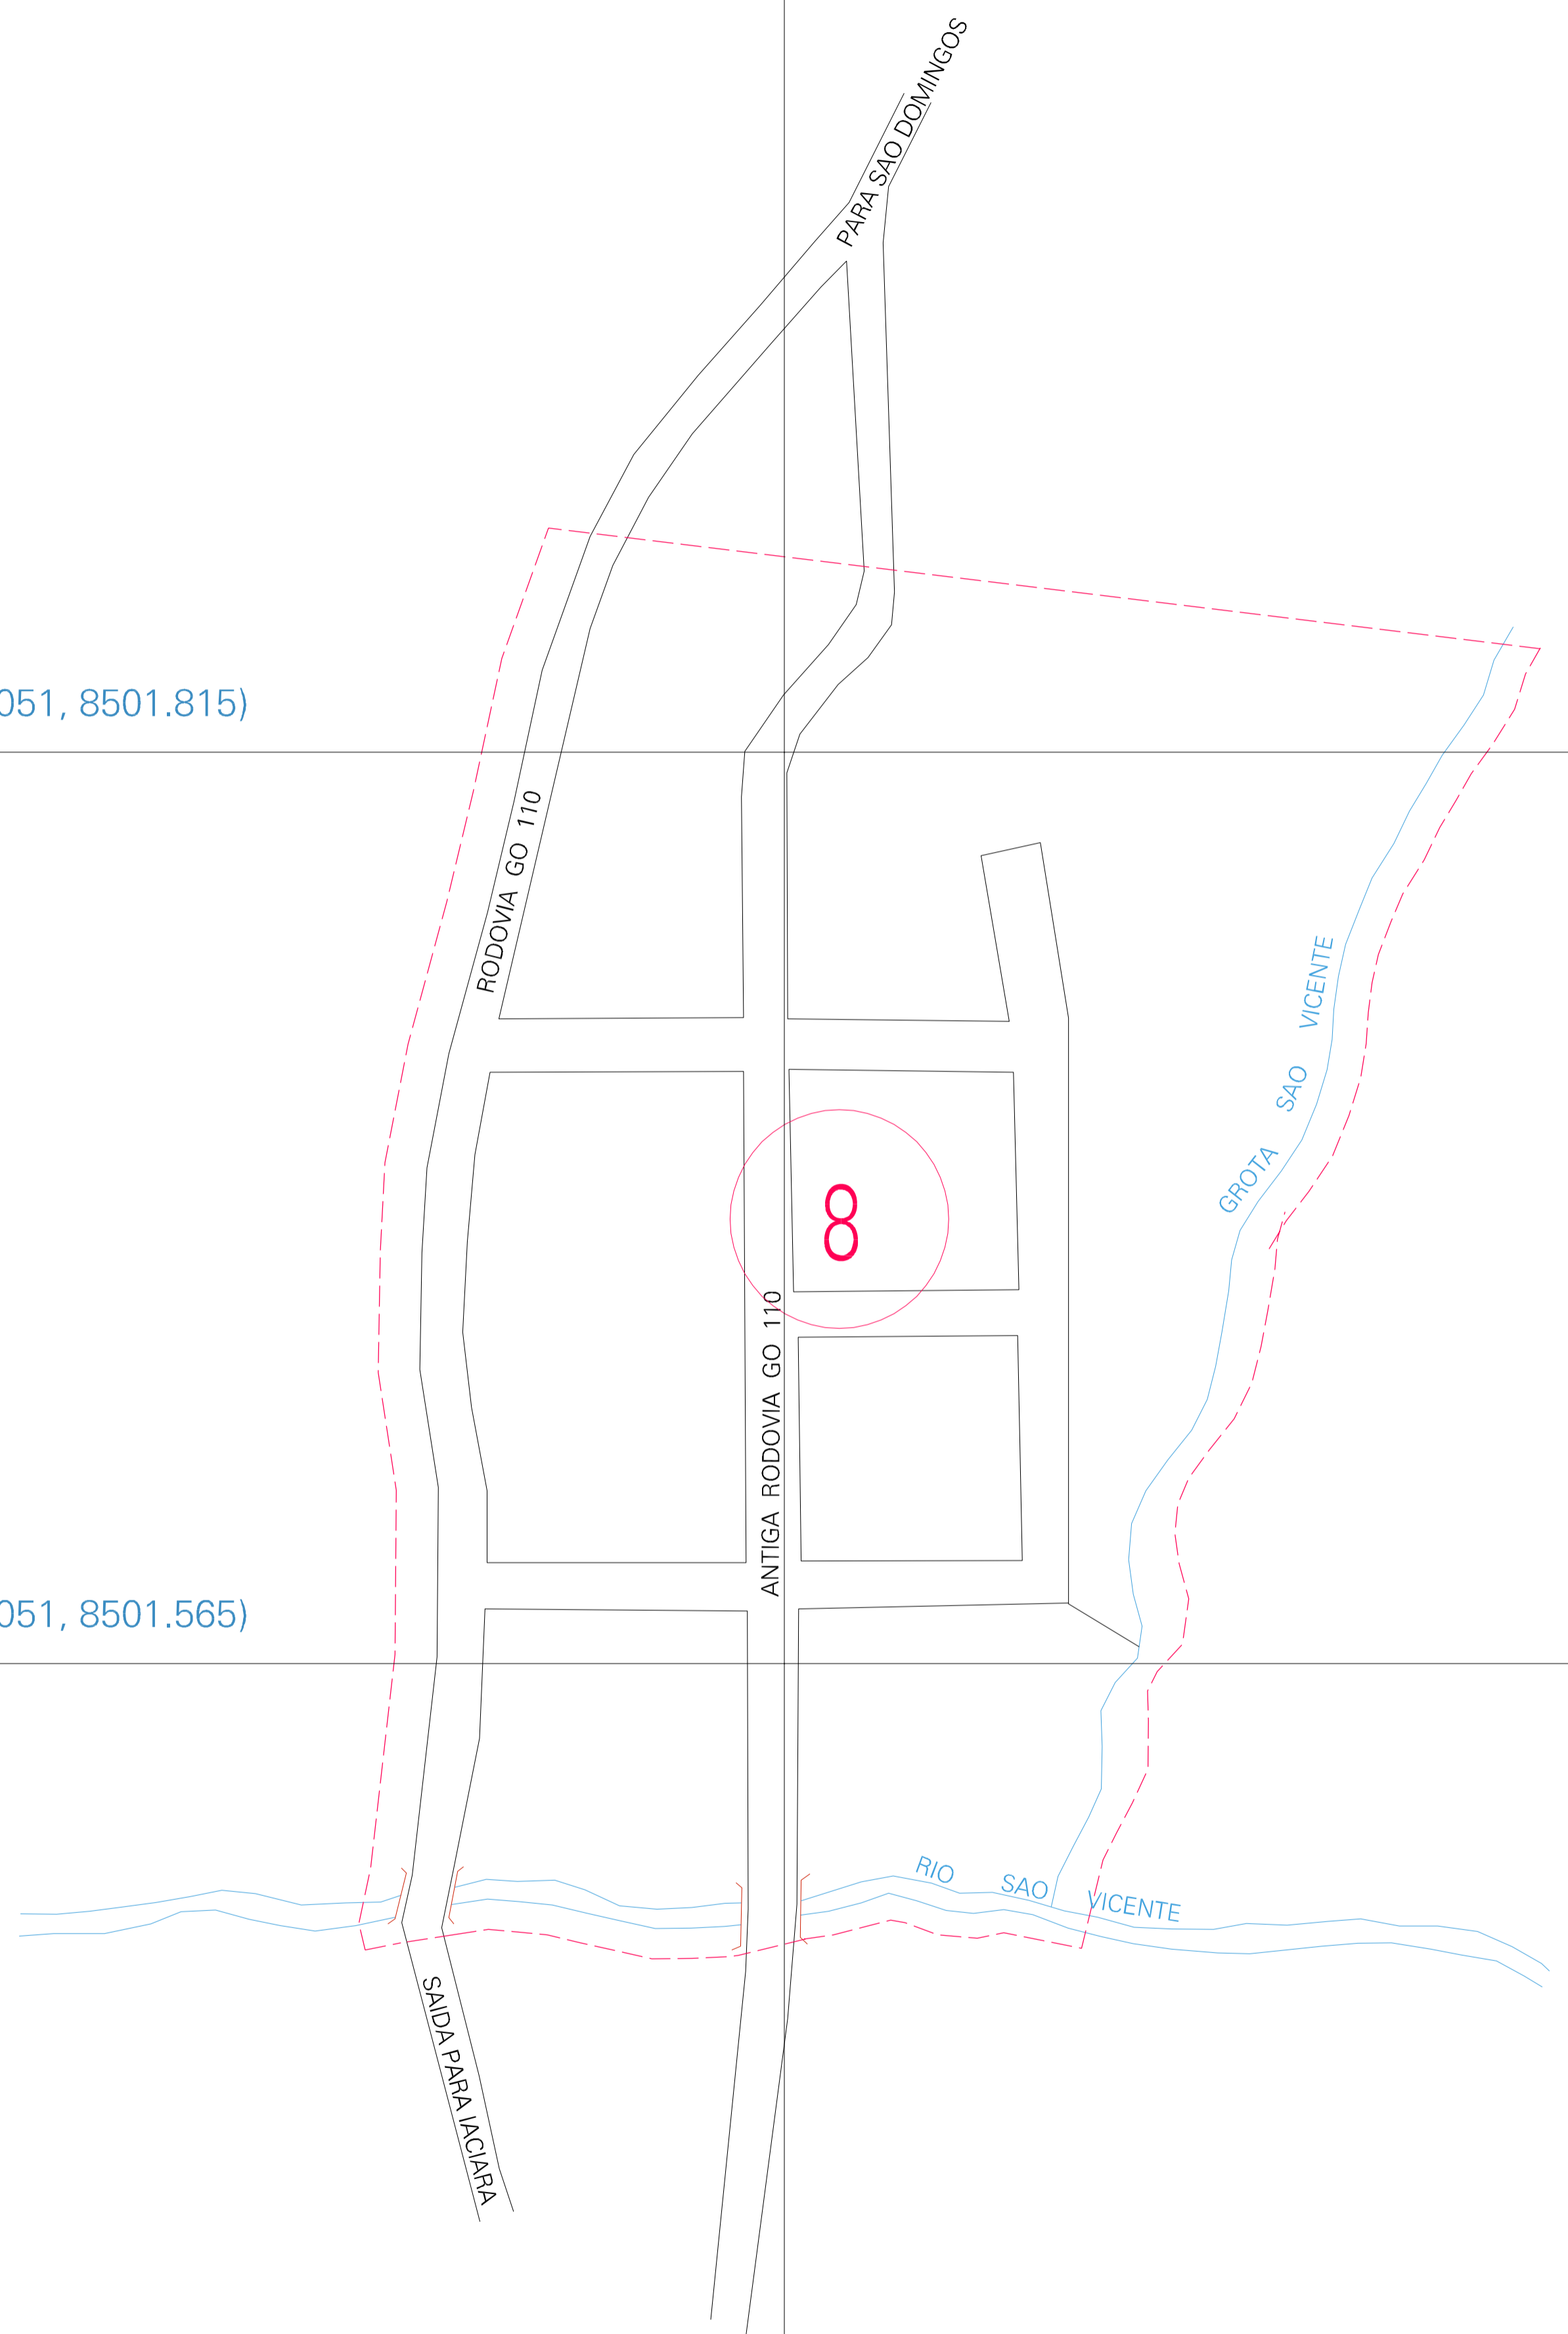 PARA SAO DOMINGOS
051, 8501.815)
RODOVIA GO 110
GROTA SAO VICENTE
8
ANTIGA RODOVIA GO 110
051, 8501.565)
RIO SAO VICENTE
SAIDA PARA IACIARA